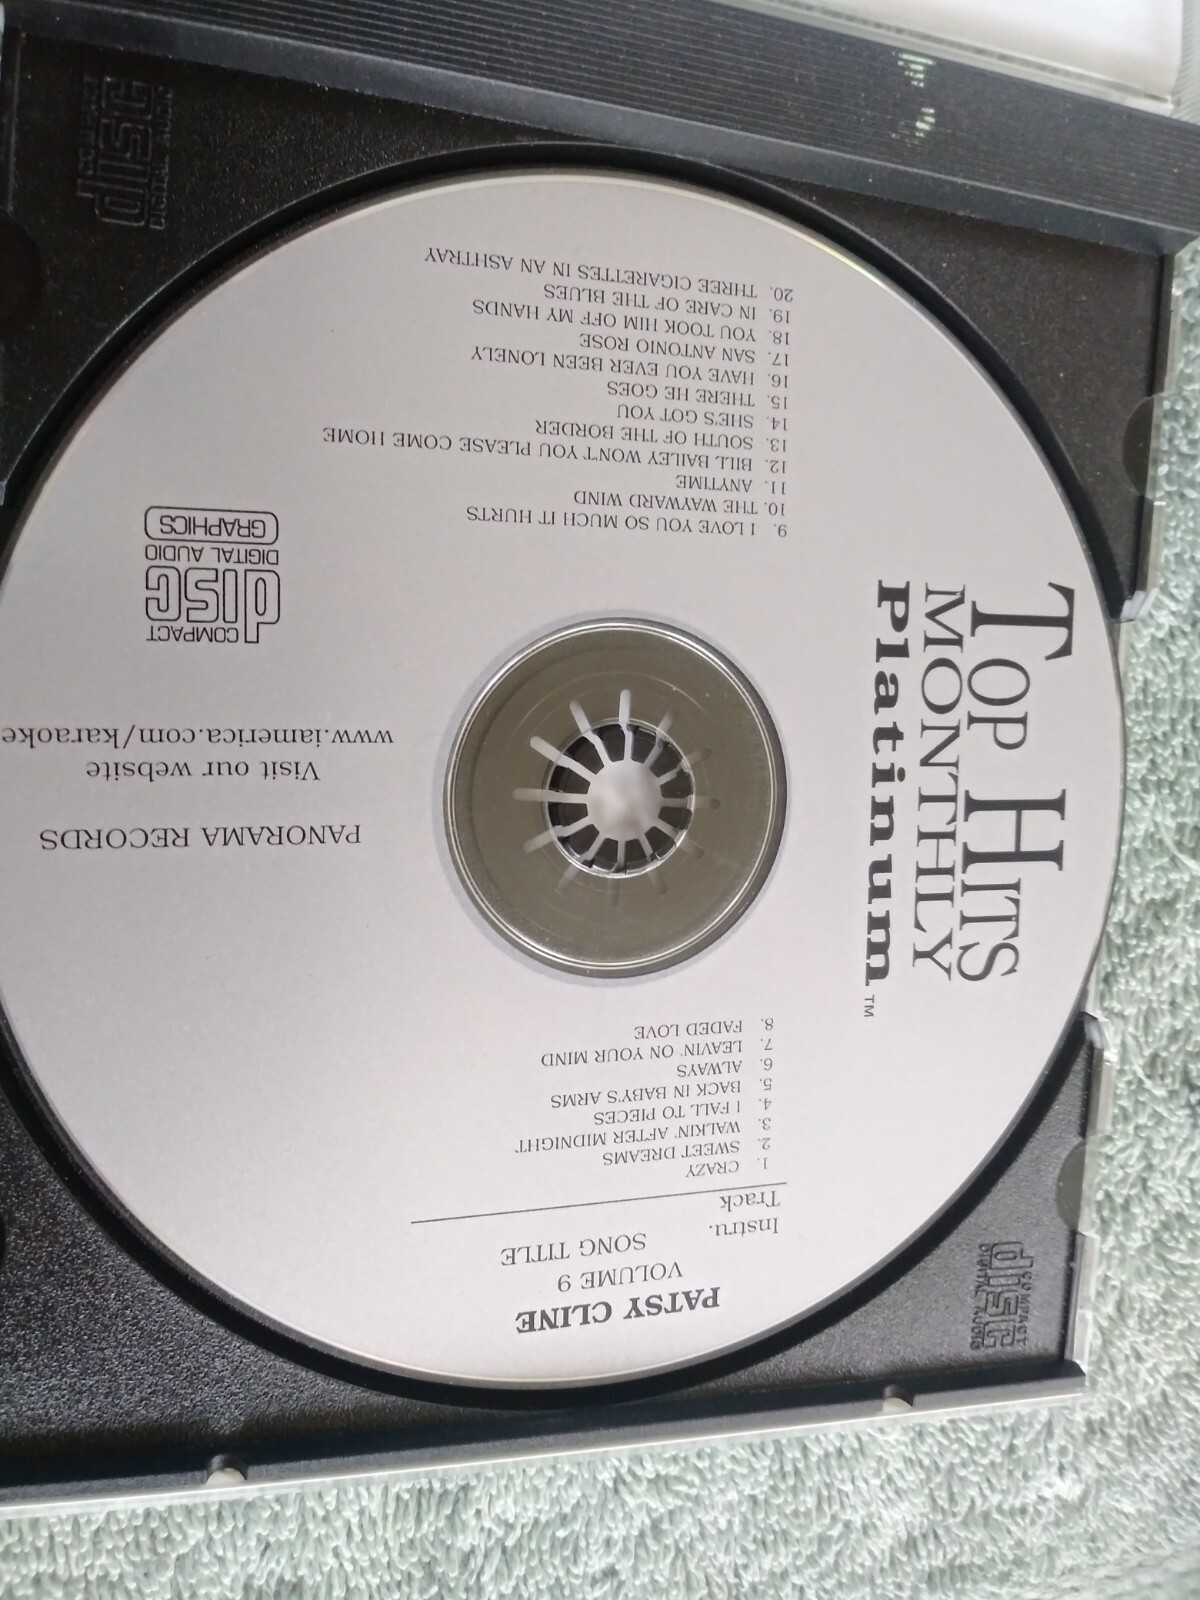 PATSY CLINE
VOLUME 9
SONG TITLE
Instru.
Track
1. CRAZY
2. SWEET DREAMS
3. WALKIN' AFTER MIDNIGHT
4. I FALL TO PIECES
5. BACK IN BABY'S ARMS
6. ALWAYS
7. LEAVIN' ON YOUR MIND
8. FADED LOVE
TOP HITS
MONTHLY
Platinum™
PANORAMA RECORDS
Visit our website
www.iamerica.com/karaoke
COMPACT
disc
DIGITAL AUDIO
GRAPHICS
9. I LOVE YOU SO MUCH IT HURTS
10. THE WAYWARD WIND
11. ANYTIME
12. BILL BAILEY WON'T YOU PLEASE COME HOME
13. SOUTH OF THE BORDER
14. SHE'S GOT YOU
15. THERE HE GOES
16. HAVE YOU EVER BEEN LONELY
17. SAN ANTONIO ROSE
18. YOU TOOK HIM OFF MY HANDS
19. IN CARE OF THE BLUES
20. THREE CIGARETTES IN AN ASHTRAY
COMPACT
disc
DIGITAL AUDIO
COMPACT
disc
DIGITAL AUDIO